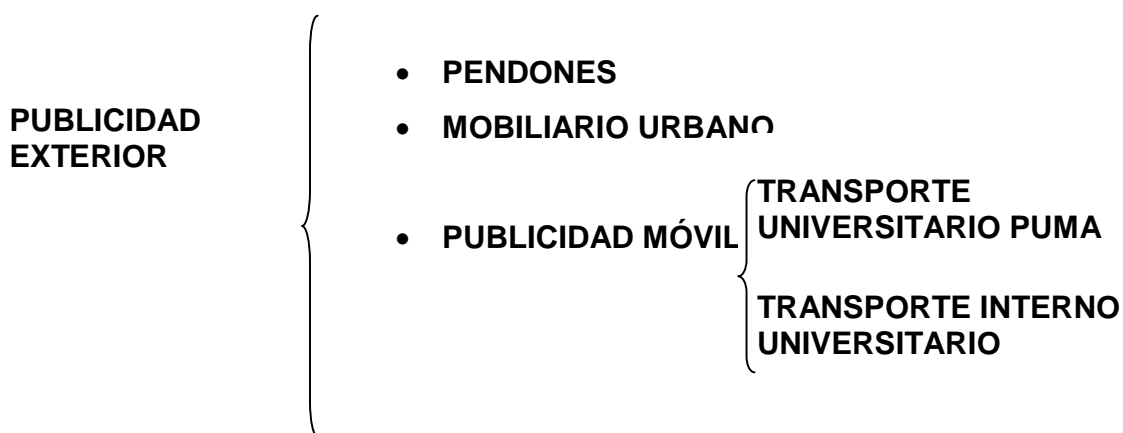 PUBLICIDAD
EXTERIOR
• PENDONES
• MOBILIARIO URBANO
• PUBLICIDAD MÓVIL
TRANSPORTE
UNIVERSITARIO PUMA
TRANSPORTE INTERNO
UNIVERSITARIO